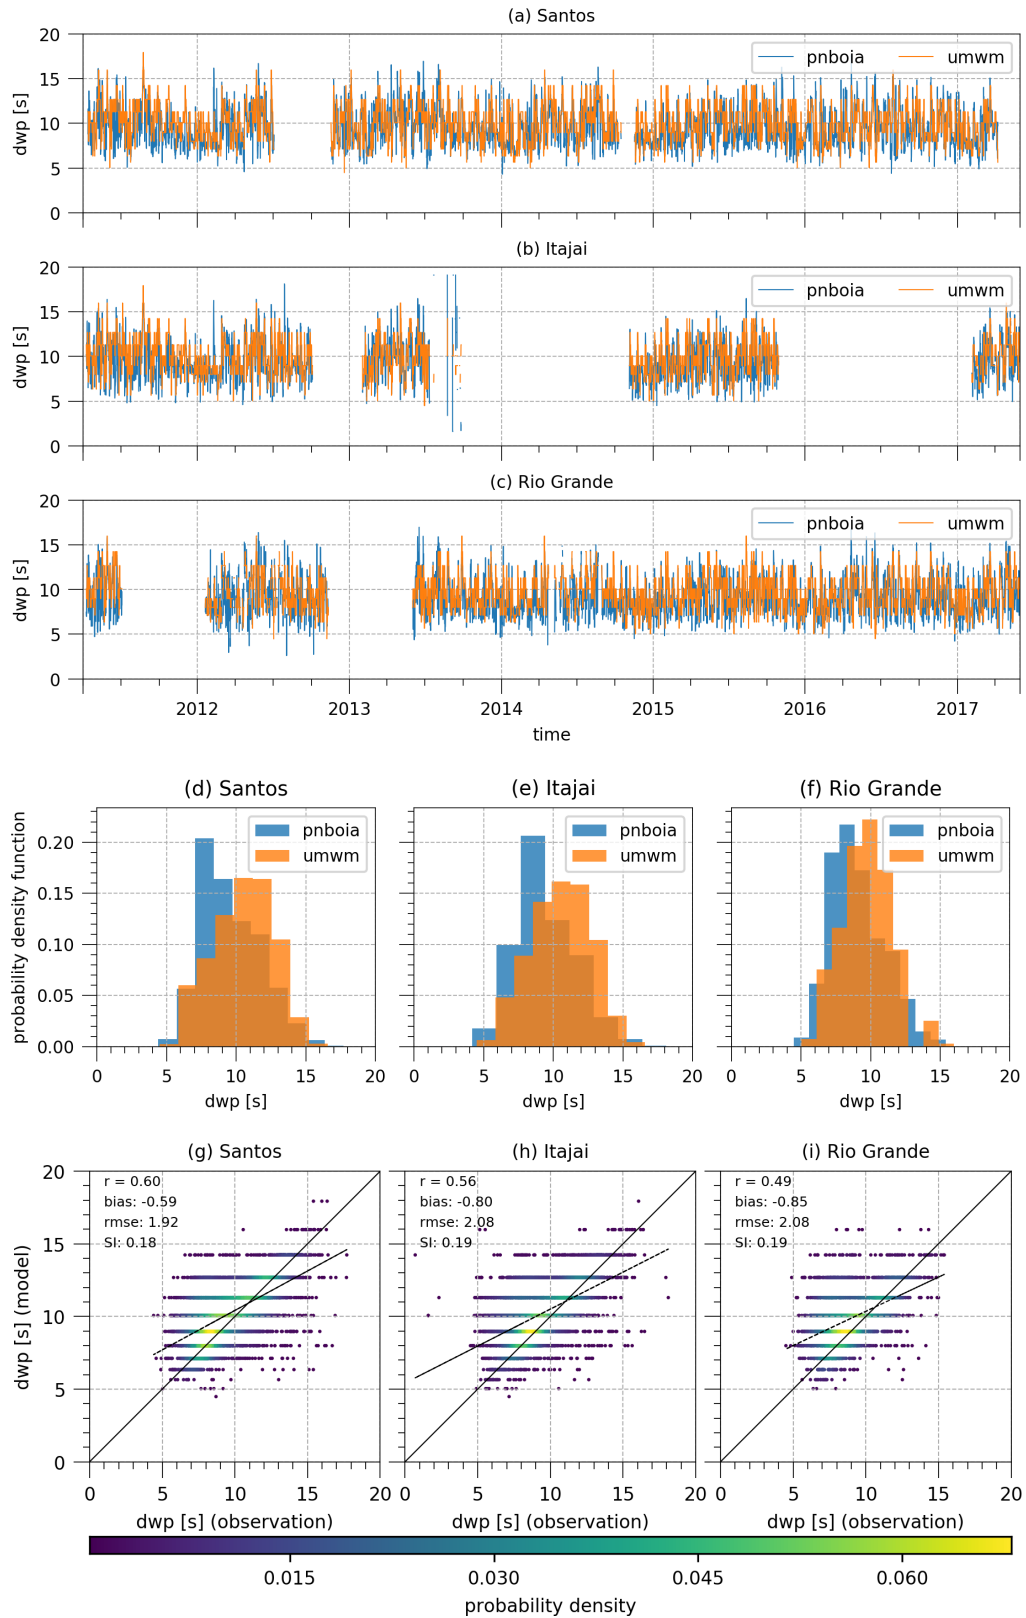 (a) Santos
20
15
10
5
0
dwp [s]
pnboia umwm
(b) Itajai
20
15
10
5
0
dwp [s]
pnboia umwm
(c) Rio Grande
20
15
10
5
0
dwp [s]
pnboia umwm
2012 2013 2014 2015 2016 2017
time
(d) Santos (e) Itajai (f) Rio Grande
probability density function
0.20
0.15
0.10
0.05
0.00
pnboia
umwm
pnboia
umwm
pnboia
umwm
0 5 10 15 20 0 5 10 15 20 0 5 10 15 20
dwp [s] dwp [s] dwp [s]
(g) Santos (h) Itajai (i) Rio Grande
dwp [s] (model)
20
15
10
5
0
r = 0.60
bias: -0.59
rmse: 1.92
SI: 0.18
r = 0.56
bias: -0.80
rmse: 2.08
SI: 0.19
r = 0.49
bias: -0.85
rmse: 2.08
SI: 0.19
0 5 10 15 20 0 5 10 15 20 0 5 10 15 20
dwp [s] (observation) dwp [s] (observation) dwp [s] (observation)
0.015 0.030 0.045 0.060
probability density